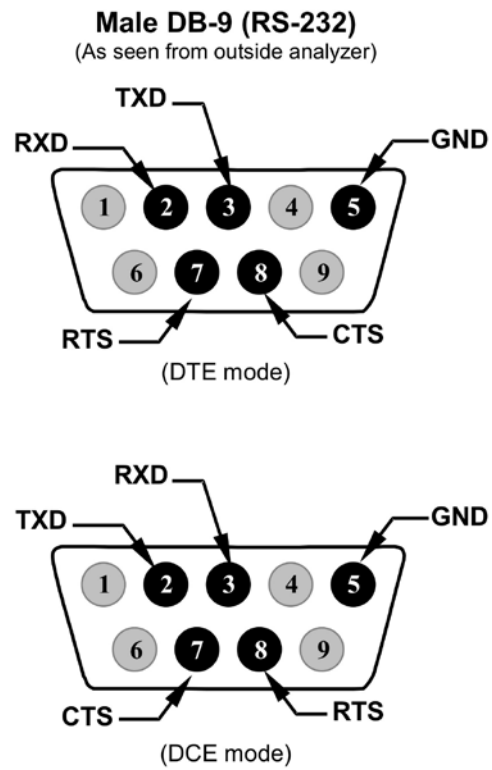 Male DB-9 (RS-232)
(As seen from outside analyzer)
TXD
RXD
GND
1 2 3 4 5
6 7 8 9
RTS
CTS
(DTE mode)
RXD
TXD
GND
1 2 3 4 5
6 7 8 9
CTS
RTS
(DCE mode)